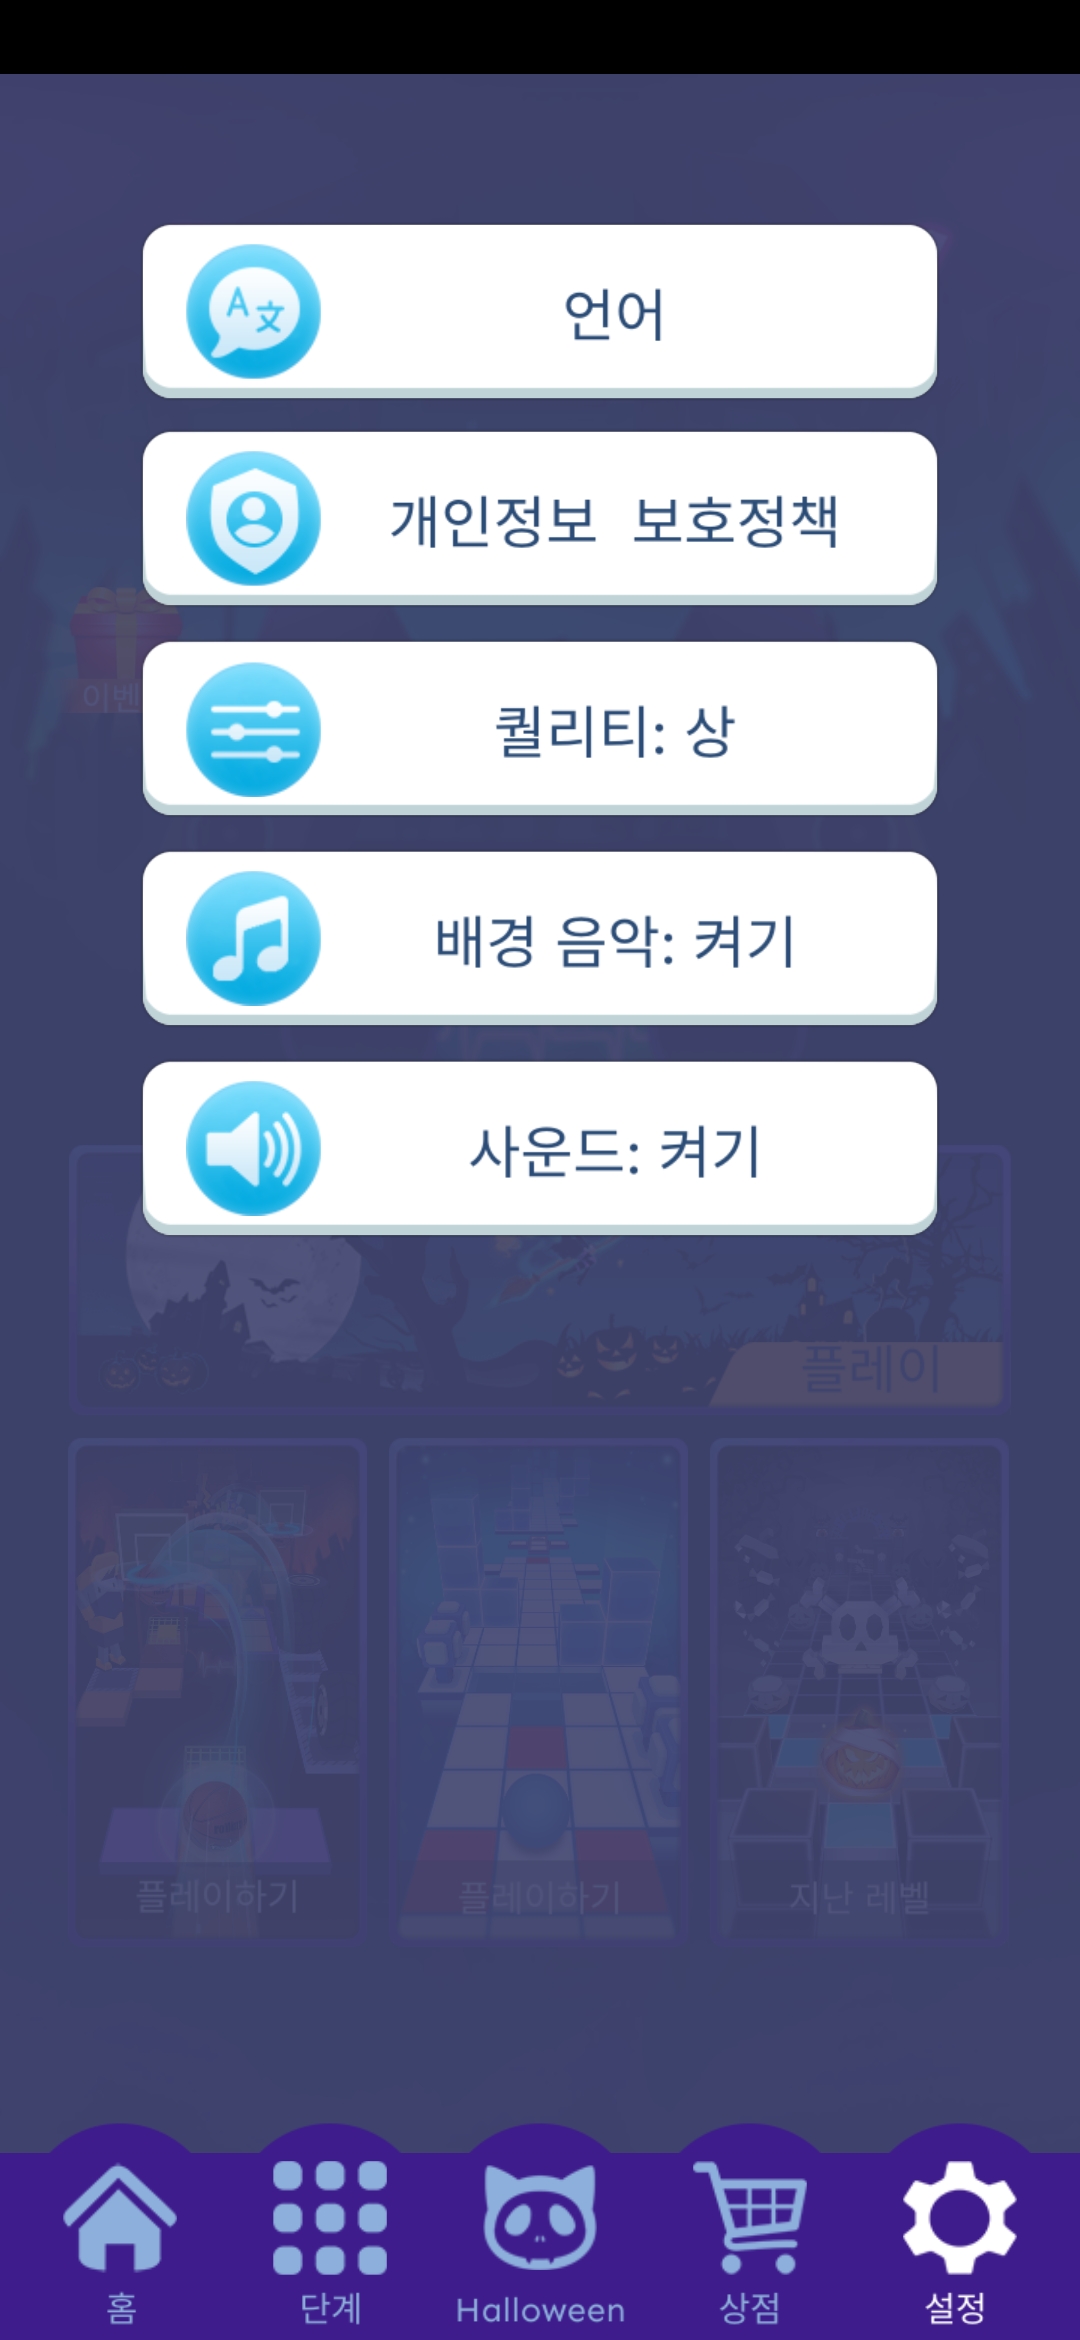 언어
개인정보 보호정책
이벤
퀄리티: 상
배경 음악: 켜기
사운드: 켜기
플레이
플레이하기
플레이하기
지난 레벨
홈
단계
Halloween
상점
설정